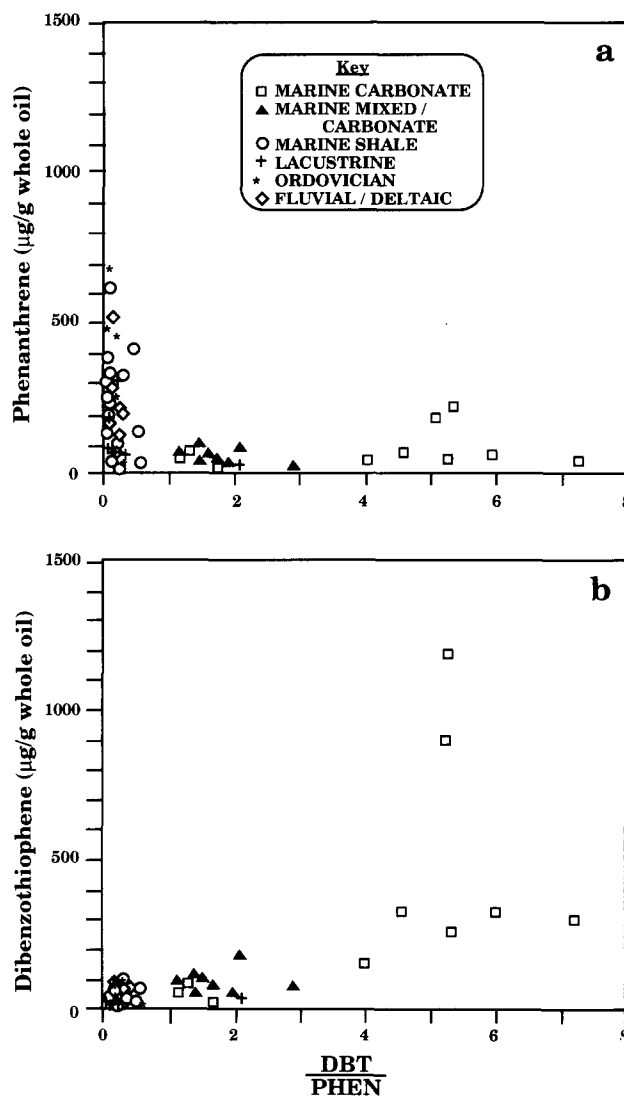 1500
1000
500
0
Phenanthrene (µg/g whole oil)
a
Key
MARINE CARBONATE
MARINE MIXED /
CARBONATE
MARINE SHALE
LACUSTRINE
ORDOVICIAN
FLUVIAL / DELTAIC
0 2 4 6 8
1500
1000
500
0
Dibenzothiophene (µg/g whole oil)
b
0 2 4 6
DBT
PHEN